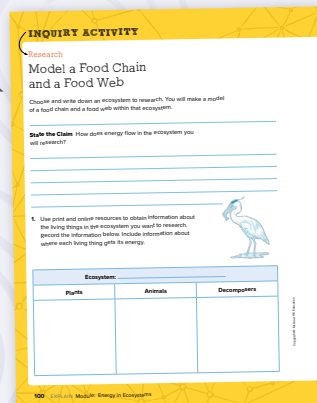 INQUIRY ACTIVITY
Research
Model a Food Chain
and a Food Web
Choose and write down an ecosystem to research. You will make a model
of a food chain and a food web within that ecosystem.
State the Claim How does energy flow in the ecosystem you
will research?
1. Use print and online resources to obtain information about
the living things in the ecosystem you want to research.
Record the information below. Include information about
where each living thing gets its energy.
Ecosystem:
Plants Animals Decomposers
100 EXPLAIN Module: Energy in Ecosystems